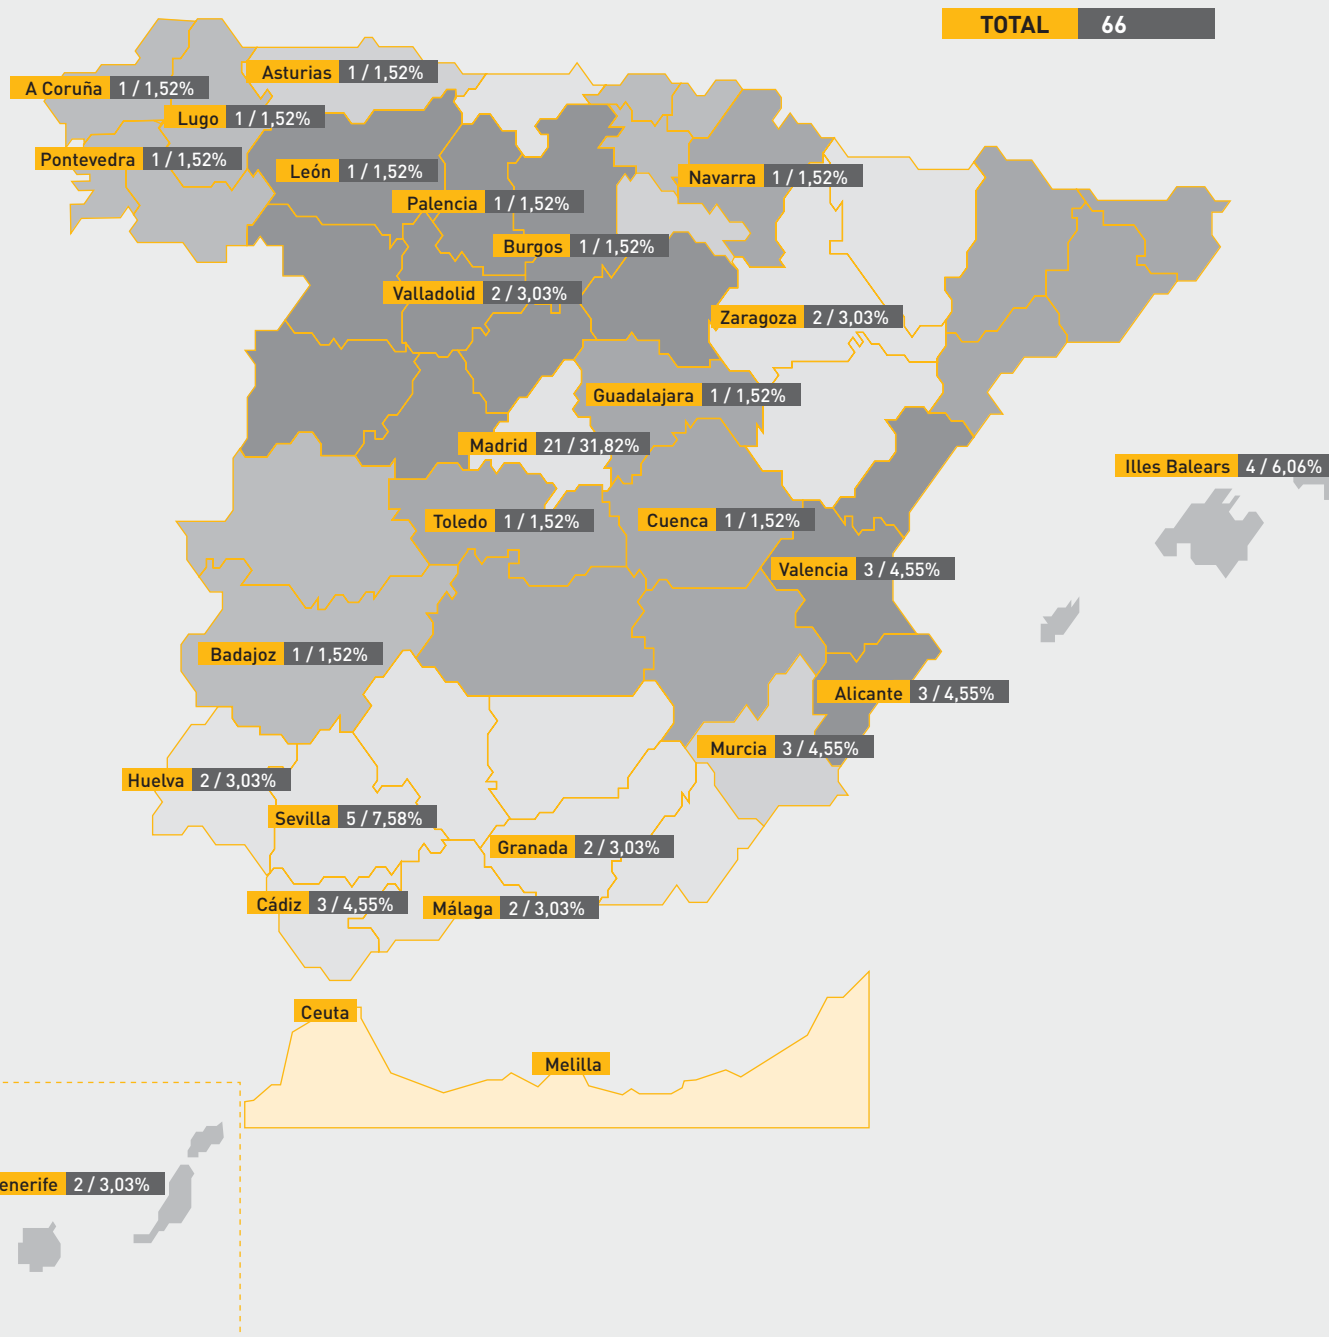 TOTAL 66
Asturias 1 / 1,52%
A Coruña 1 / 1,52%
Lugo 1 / 1,52%
Pontevedra 1 / 1,52%
León 1 / 1,52%
Navarra 1 / 1,52%
Palencia 1 / 1,52%
Burgos 1 / 1,52%
Valladolid 2 / 3,03%
Zaragoza 2 / 3,03%
Guadalajara 1 / 1,52%
Madrid 21 / 31,82%
Illes Balears 4 / 6,06%
Toledo 1 / 1,52%
Cuenca 1 / 1,52%
Valencia 3 / 4,55%
Badajoz 1 / 1,52%
Alicante 3 / 4,55%
Murcia 3 / 4,55%
Huelva 2 / 3,03%
Sevilla 5 / 7,58%
Granada 2 / 3,03%
Cádiz 3 / 4,55%
Málaga 2 / 3,03%
Ceuta
Melilla
enerife 2 / 3,03%